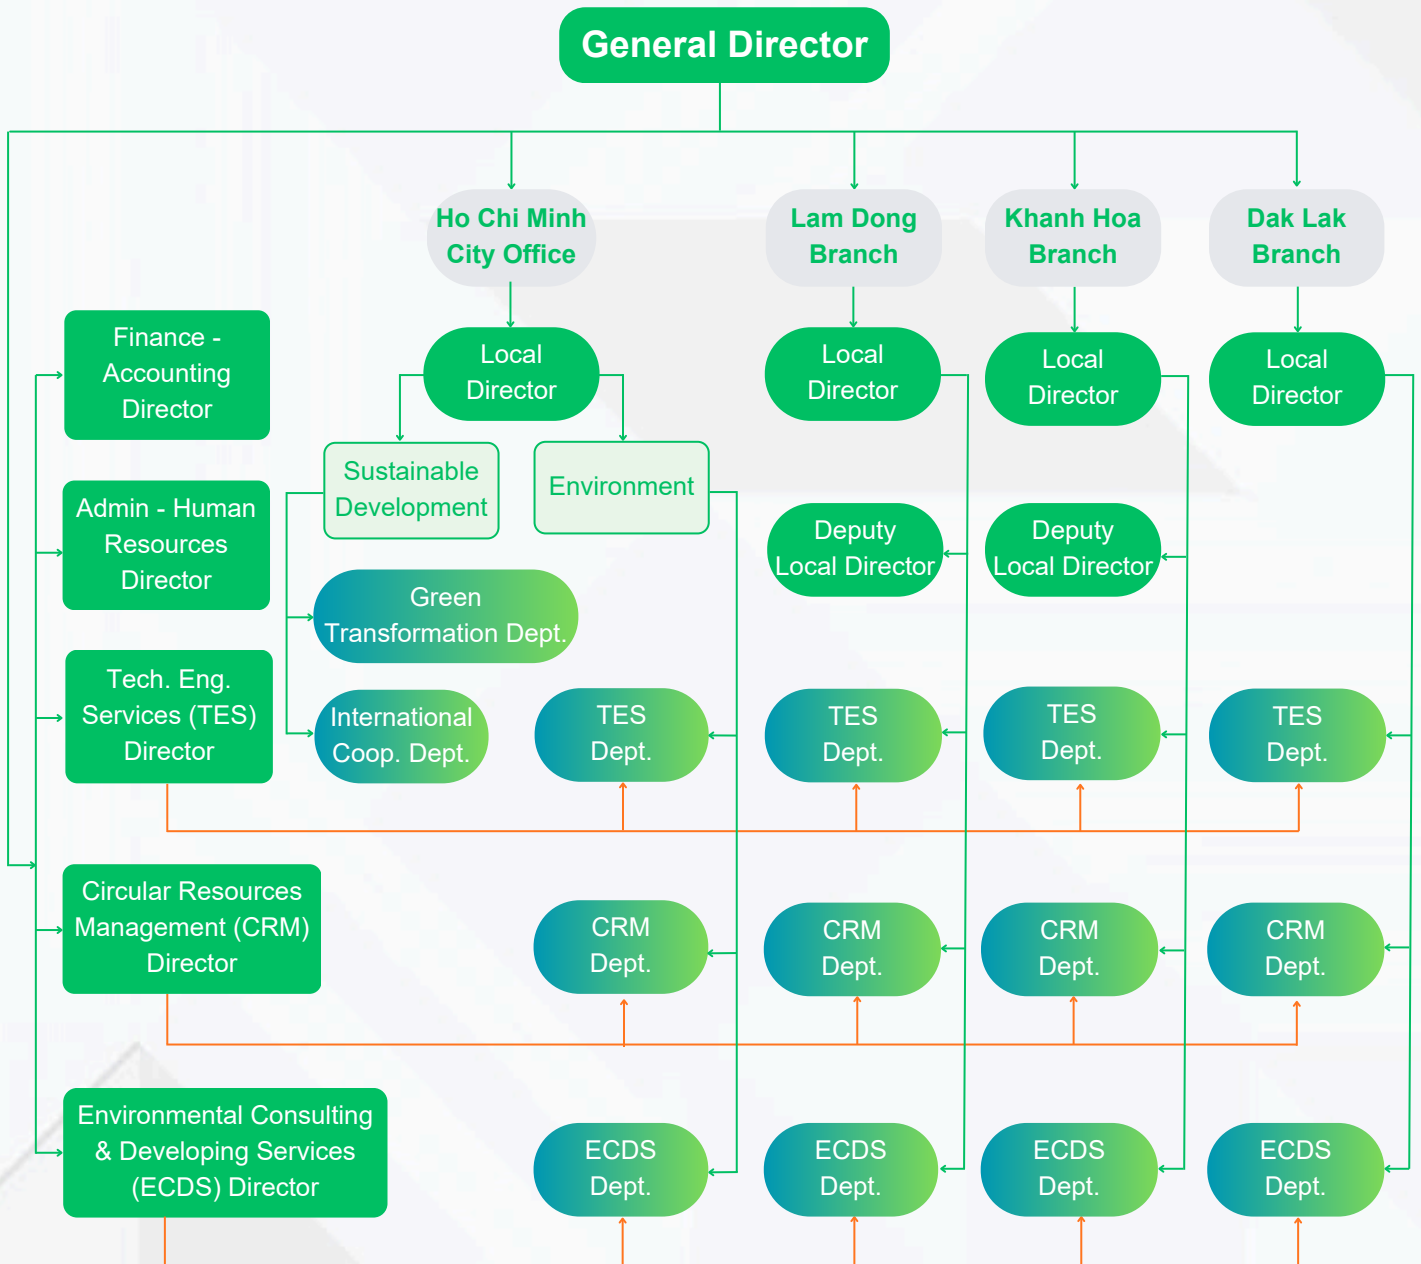 General Director
Ho Chi Minh
City Office
Lam Dong
Branch
Khanh Hoa
Branch
Dak Lak
Branch
Finance -
Accounting
Director
Local
Director
Local
Director
Local
Director
Local
Director
Sustainable
Development
Environment
Admin - Human
Resources
Director
Deputy
Local Director
Deputy
Local Director
Green
Transformation Dept.
Tech. Eng.
Services (TES)
Director
International
Coop. Dept.
TES
Dept.
TES
Dept.
TES
Dept.
TES
Dept.
Circular Resources
Management (CRM)
Director
CRM
Dept.
CRM
Dept.
CRM
Dept.
CRM
Dept.
Environmental Consulting
& Developing Services
(ECDS) Director
ECDS
Dept.
ECDS
Dept.
ECDS
Dept.
ECDS
Dept.